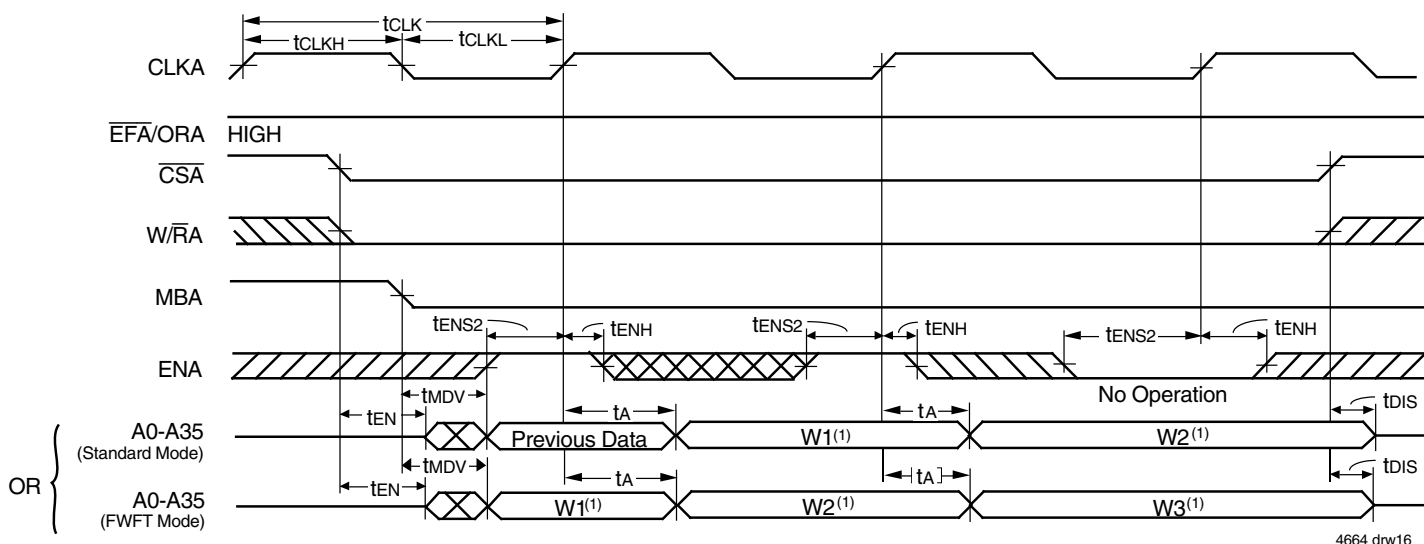 tCLK
tCLKH tCLKL
CLKA
EFA/ORA HIGH
CSA
W/RA
MBA
tENS2 tENH tENS2 tENH tENS2 tENH
ENA
No Operation
tMDV
tEN tA tA tDIS
A0-A35
(Standard Mode)
Previous Data W1(1) W2(1)
OR
tMDV
tEN tA tA tDIS
A0-A35
(FWFT Mode)
W1(1) W2(1) W3(1)
4664 drw16